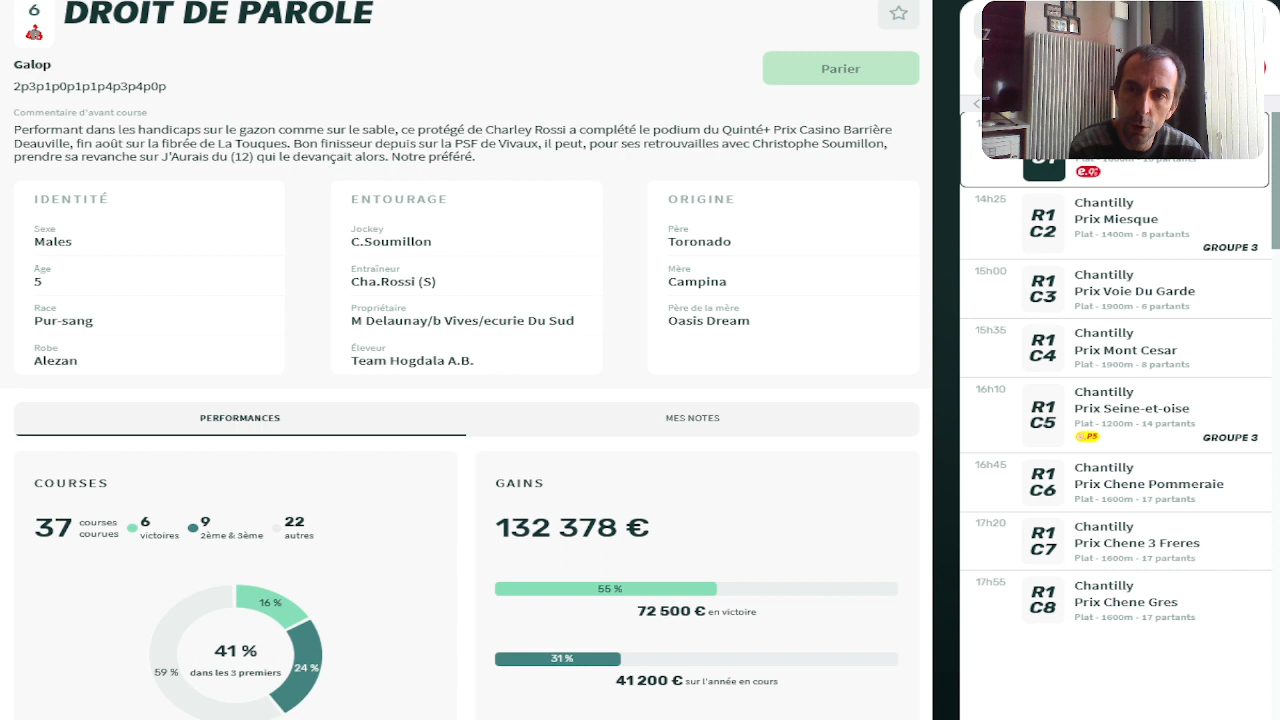 6
DROIT DE PAROLE
Galop
2p3p1p0p1p1p4p3p4p0p
Parier
Commentaire d'avant course
Performant dans les handicaps sur le gazon comme sur le sable, ce protégé de Charley Rossi a complété le podium du Quinté+ Prix Casino Barrière
Deauville, fin août sur la fibrée de La Touques. Bon finisseur depuis sur la PSF de Vivaux, il peut, pour ses retrouvailles avec Christophe Soumillon,
prendre sa revanche sur J'Aurais du (12) qui le devançait alors. Notre préféré.
IDENTITÉ
Sexe
Males
Âge
5
Race
Pur-sang
Robe
Alezan
ENTOURAGE
Jockey
C.Soumillon
Entraîneur
Cha.Rossi (S)
Propriétaire
M Delaunay/b Vives/ecurie Du Sud
Éleveur
Team Hogdala A.B.
ORIGINE
Père
Toronado
Mère
Campina
Père de la mère
Oasis Dream
PERFORMANCES
MES NOTES
COURSES
37 courses courues
6 victoires
9 2ème & 3ème
22 autres
16 %
24 %
59 %
41 %
dans les 3 premiers
GAINS
132 378 €
55 %
72 500 € en victoire
31 %
41 200 € sur l'année en cours
14h25
R1
C2
Chantilly
Prix Miesque
Plat - 1400m - 8 partants
GROUPE 3
15h00
R1
C3
Chantilly
Prix Voie Du Garde
Plat - 1900m - 6 partants
15h35
R1
C4
Chantilly
Prix Mont Cesar
Plat - 1900m - 8 partants
16h10
R1
C5
Chantilly
Prix Seine-et-oise
Plat - 1200m - 14 partants
P5
GROUPE 3
16h45
R1
C6
Chantilly
Prix Chene Pommeraie
Plat - 1600m - 17 partants
17h20
R1
C7
Chantilly
Prix Chene 3 Freres
Plat - 1600m - 17 partants
17h55
R1
C8
Chantilly
Prix Chene Gres
Plat - 1600m - 17 partants